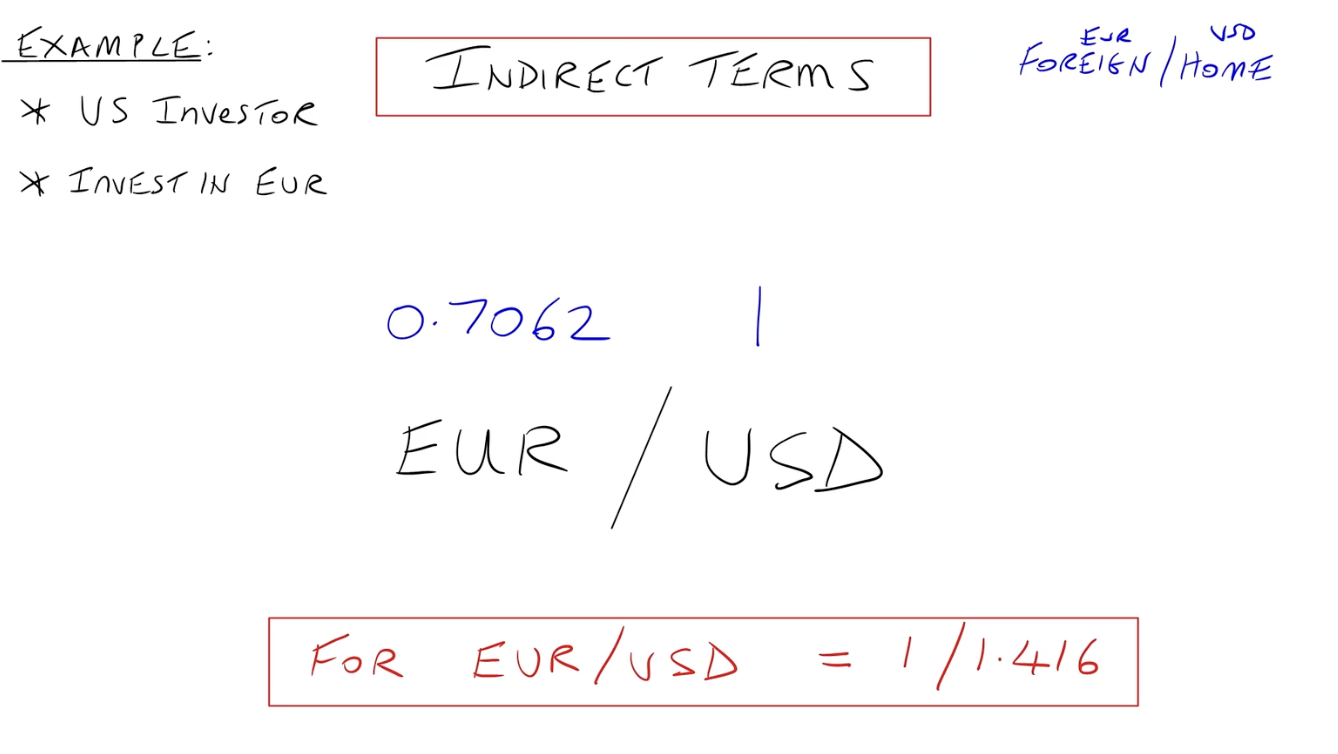 EXAMPLE:
* US INVESTOR
* INVEST IN EUR
INDIRECT TERMS
EUR USD
FOREIGN/HOME
0.7062 1
EUR / USD
FOR EUR/USD = 1/1.416